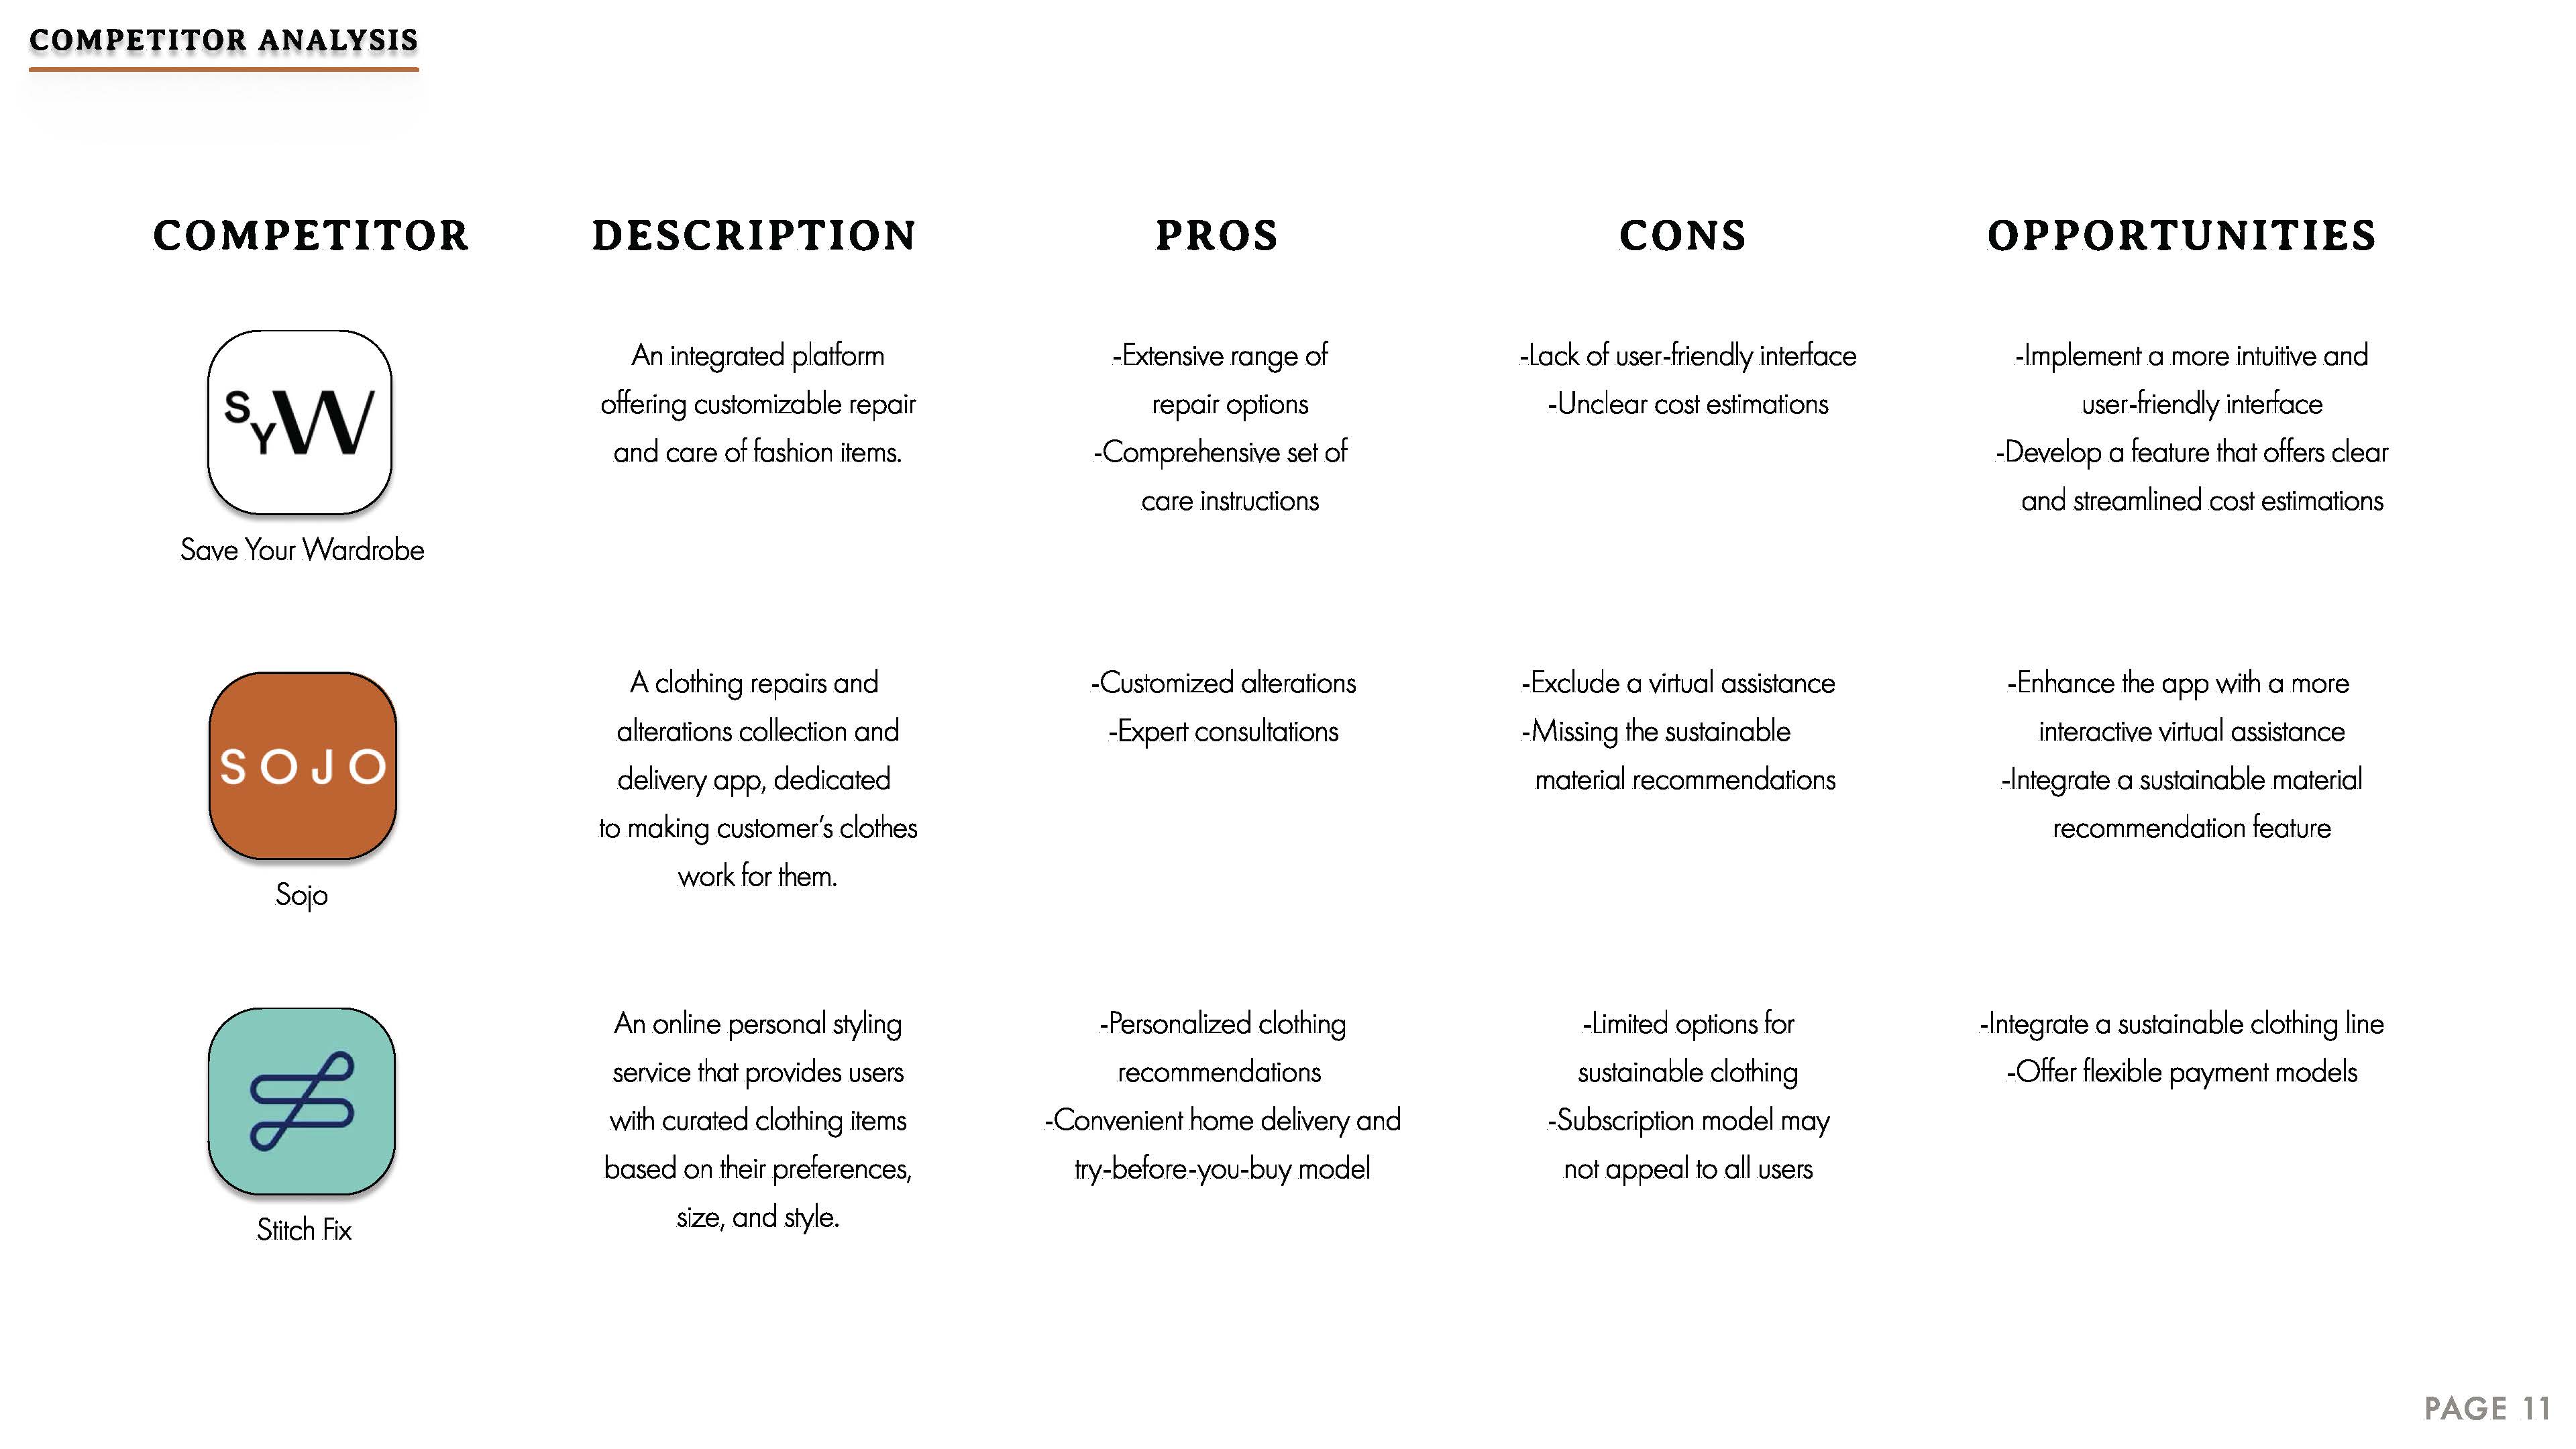 COMPETITOR ANALYSIS
COMPETITOR
DESCRIPTION
PROS
CONS
OPPORTUNITIES
SYW
Save Your Wardrobe
An integrated platform
offering customizable repair
and care of fashion items.
-Extensive range of
repair options
-Comprehensive set of
care instructions
-Lack of user-friendly interface
-Unclear cost estimations
-Implement a more intuitive and
user-friendly interface
-Develop a feature that offers clear
and streamlined cost estimations
SOJO
Sojo
A clothing repairs and
alterations collection and
delivery app, dedicated
to making customer's clothes
work for them.
-Customized alterations
-Expert consultations
-Exclude a virtual assistance
-Missing the sustainable
material recommendations
-Enhance the app with a more
interactive virtual assistance
-Integrate a sustainable material
recommendation feature
Stitch Fix
An online personal styling
service that provides users
with curated clothing items
based on their preferences,
size, and style.
-Personalized clothing
recommendations
-Convenient home delivery and
try-before-you-buy model
-Limited options for
sustainable clothing
-Subscription model may
not appeal to all users
-Integrate a sustainable clothing line
-Offer flexible payment models
PAGE 11